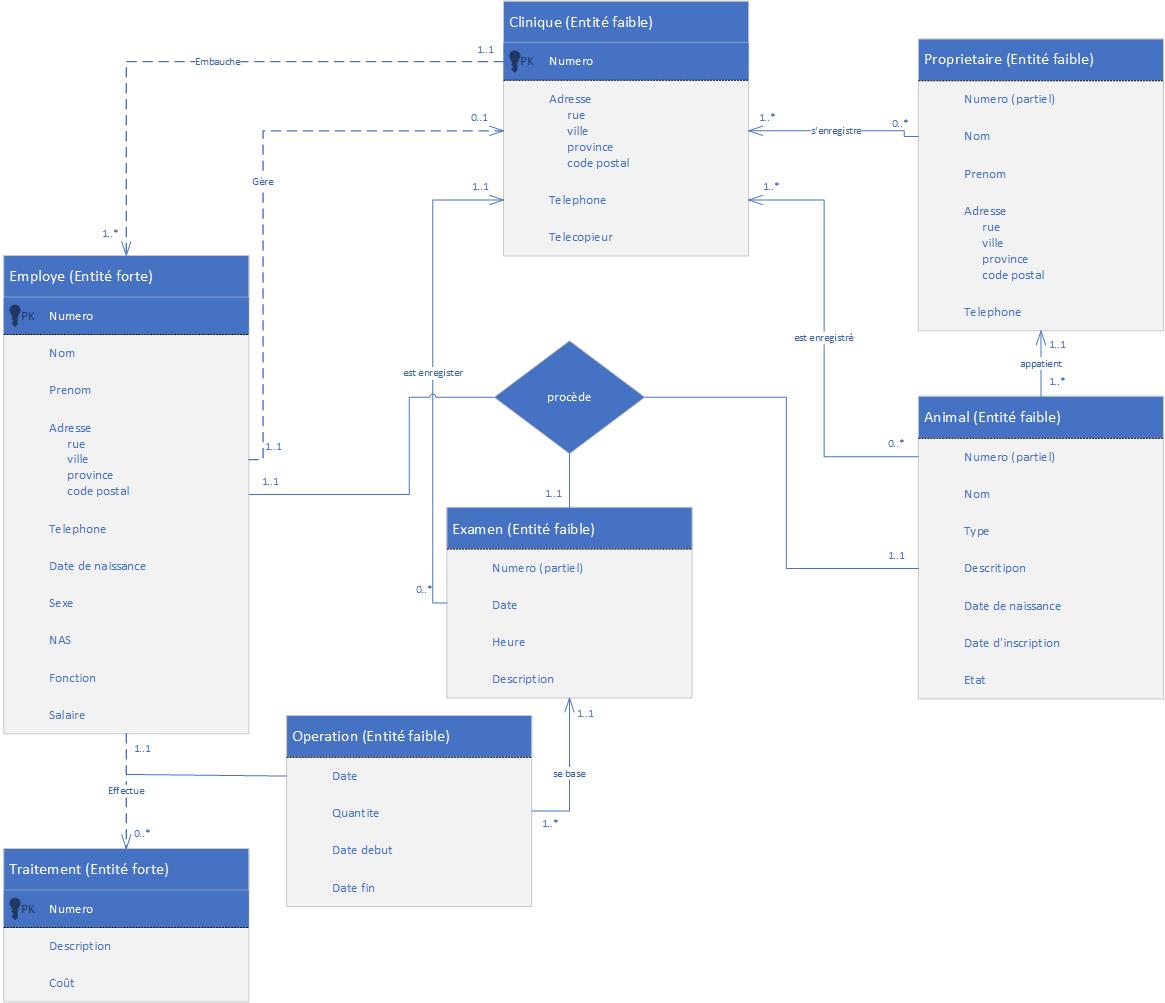 Clinique (Entité faible)
PK Numero
Adresse
rue
ville
province
code postal
Telephone
Telecopieur
Proprietaire (Entité faible)
Numero (partiel)
Nom
Prenom
Adresse
rue
ville
province
code postal
Telephone
1..1
Embauche
1..*
0..1
Gère
1..1
1..*
s'enregistre
0..*
1..1
est enregister
0..*
1..*
est enregistré
0..*
1..1
appatient
1..*
Employe (Entité forte)
PK Numero
Nom
Prenom
Adresse
rue
ville
province
code postal
Telephone
Date de naissance
Sexe
NAS
Fonction
Salaire
procède
1..1
1..1
1..1
Animal (Entité faible)
Numero (partiel)
Nom
Type
Descritipon
Date de naissance
Date d'inscription
Etat
Examen (Entité faible)
Numero (partiel)
Date
Heure
Description
1..1
se base
1..*
Operation (Entité faible)
Date
Quantite
Date debut
Date fin
1..1
Effectue
0..*
Traitement (Entité forte)
PK Numero
Description
Coût